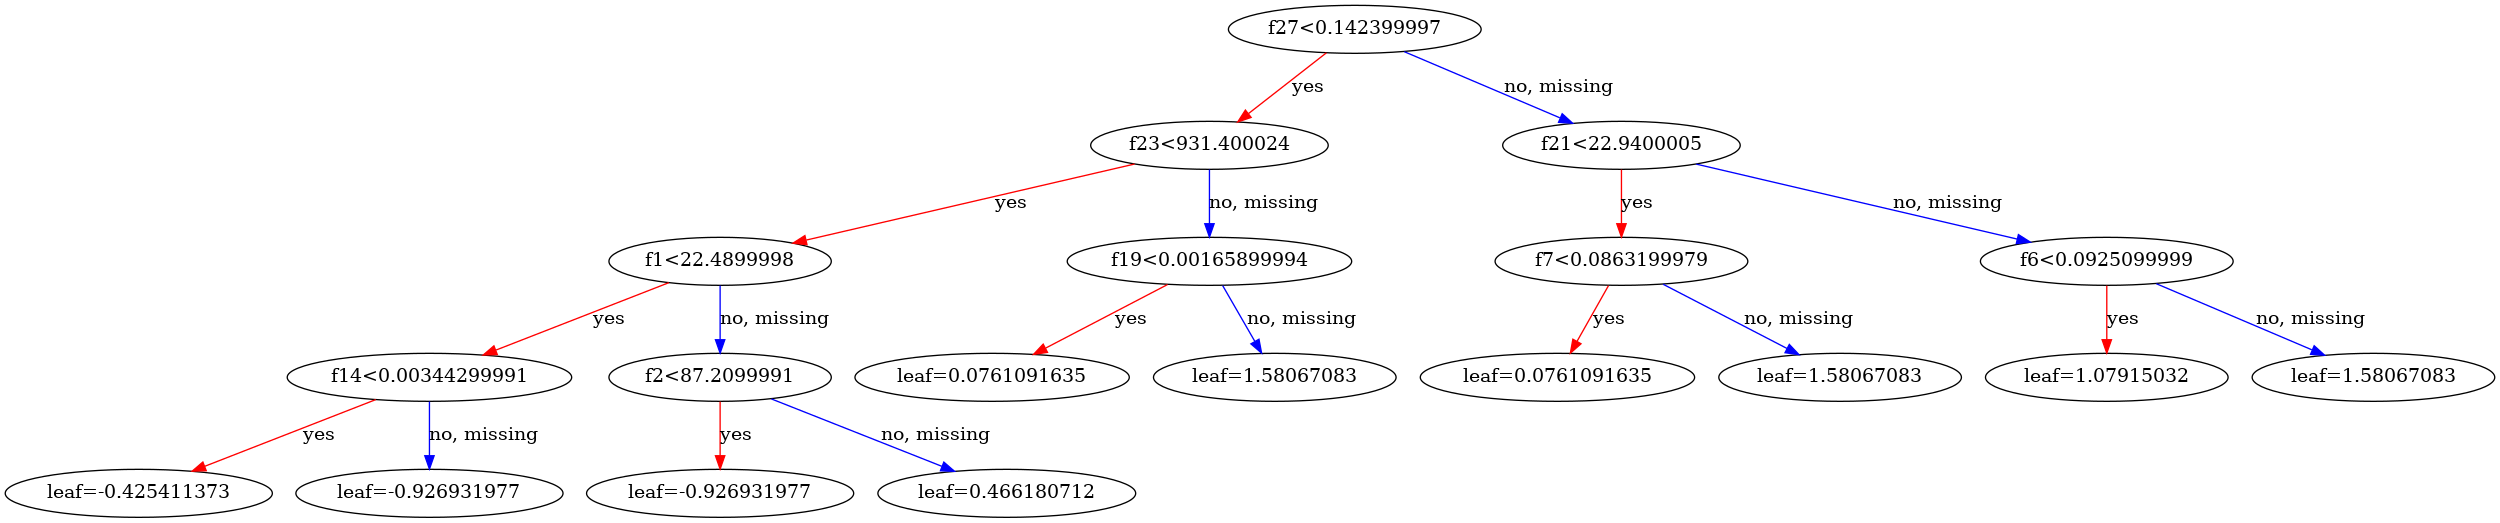 f27<0.142399997
yes
no, missing
f23<931.400024
f21<22.9400005
yes
no, missing
yes
no, missing
f1<22.4899998
f19<0.00165899994
f7<0.0863199979
f6<0.0925099999
yes
no, missing
yes
no, missing
yes
no, missing
yes
no, missing
f14<0.00344299991
f2<87.2099991
leaf=0.0761091635
leaf=1.58067083
leaf=0.0761091635
leaf=1.58067083
leaf=1.07915032
leaf=1.58067083
yes
no, missing
yes
no, missing
leaf=-0.425411373
leaf=-0.926931977
leaf=-0.926931977
leaf=0.466180712